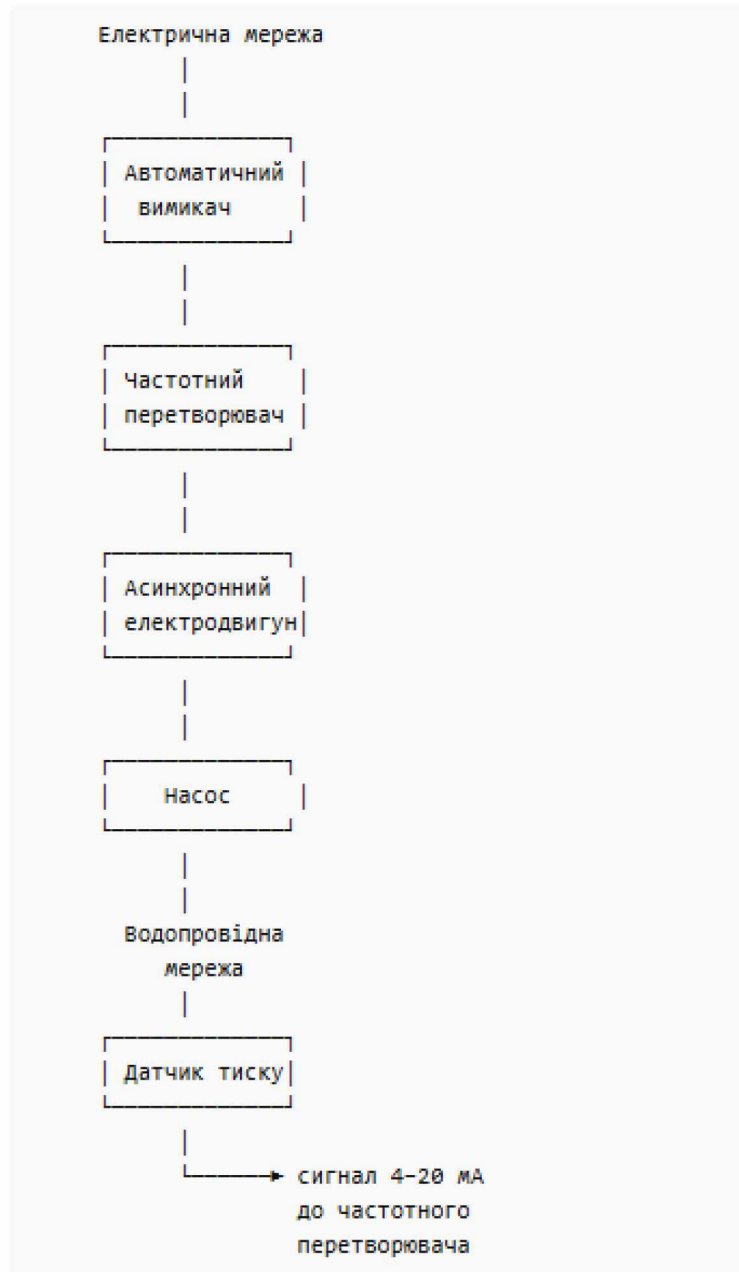 Електрична мережа
Автоматичний
вимикач
Частотний
перетворювач
Асинхронний
електродвигун
Насос
Водопровідна
мережа
Датчик тиску
сигнал 4–20 мА
до частотного
перетворювача